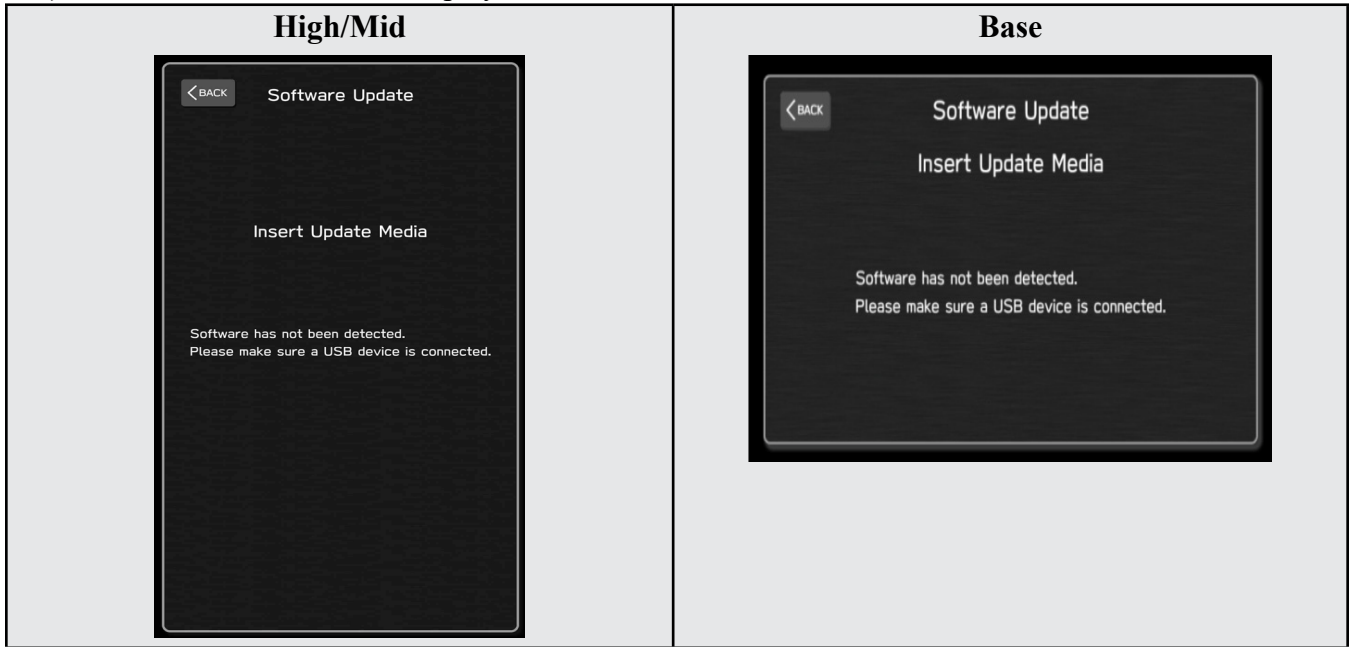 High/Mid
BACK
Software Update
Insert Update Media
Software has not been detected.
Please make sure a USB device is connected.
Base
BACK
Software Update
Insert Update Media
Software has not been detected.
Please make sure a USB device is connected.